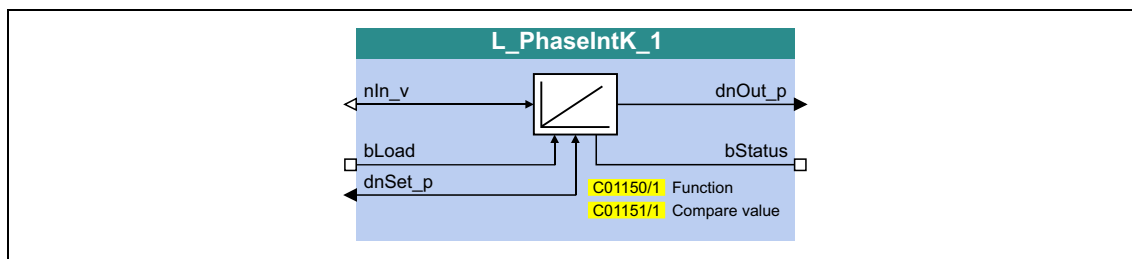 L_PhaseIntK_1
nIn_v
dnOut_p
bLoad
bStatus
dnSet_p
C01150/1 Function
C01151/1 Compare value